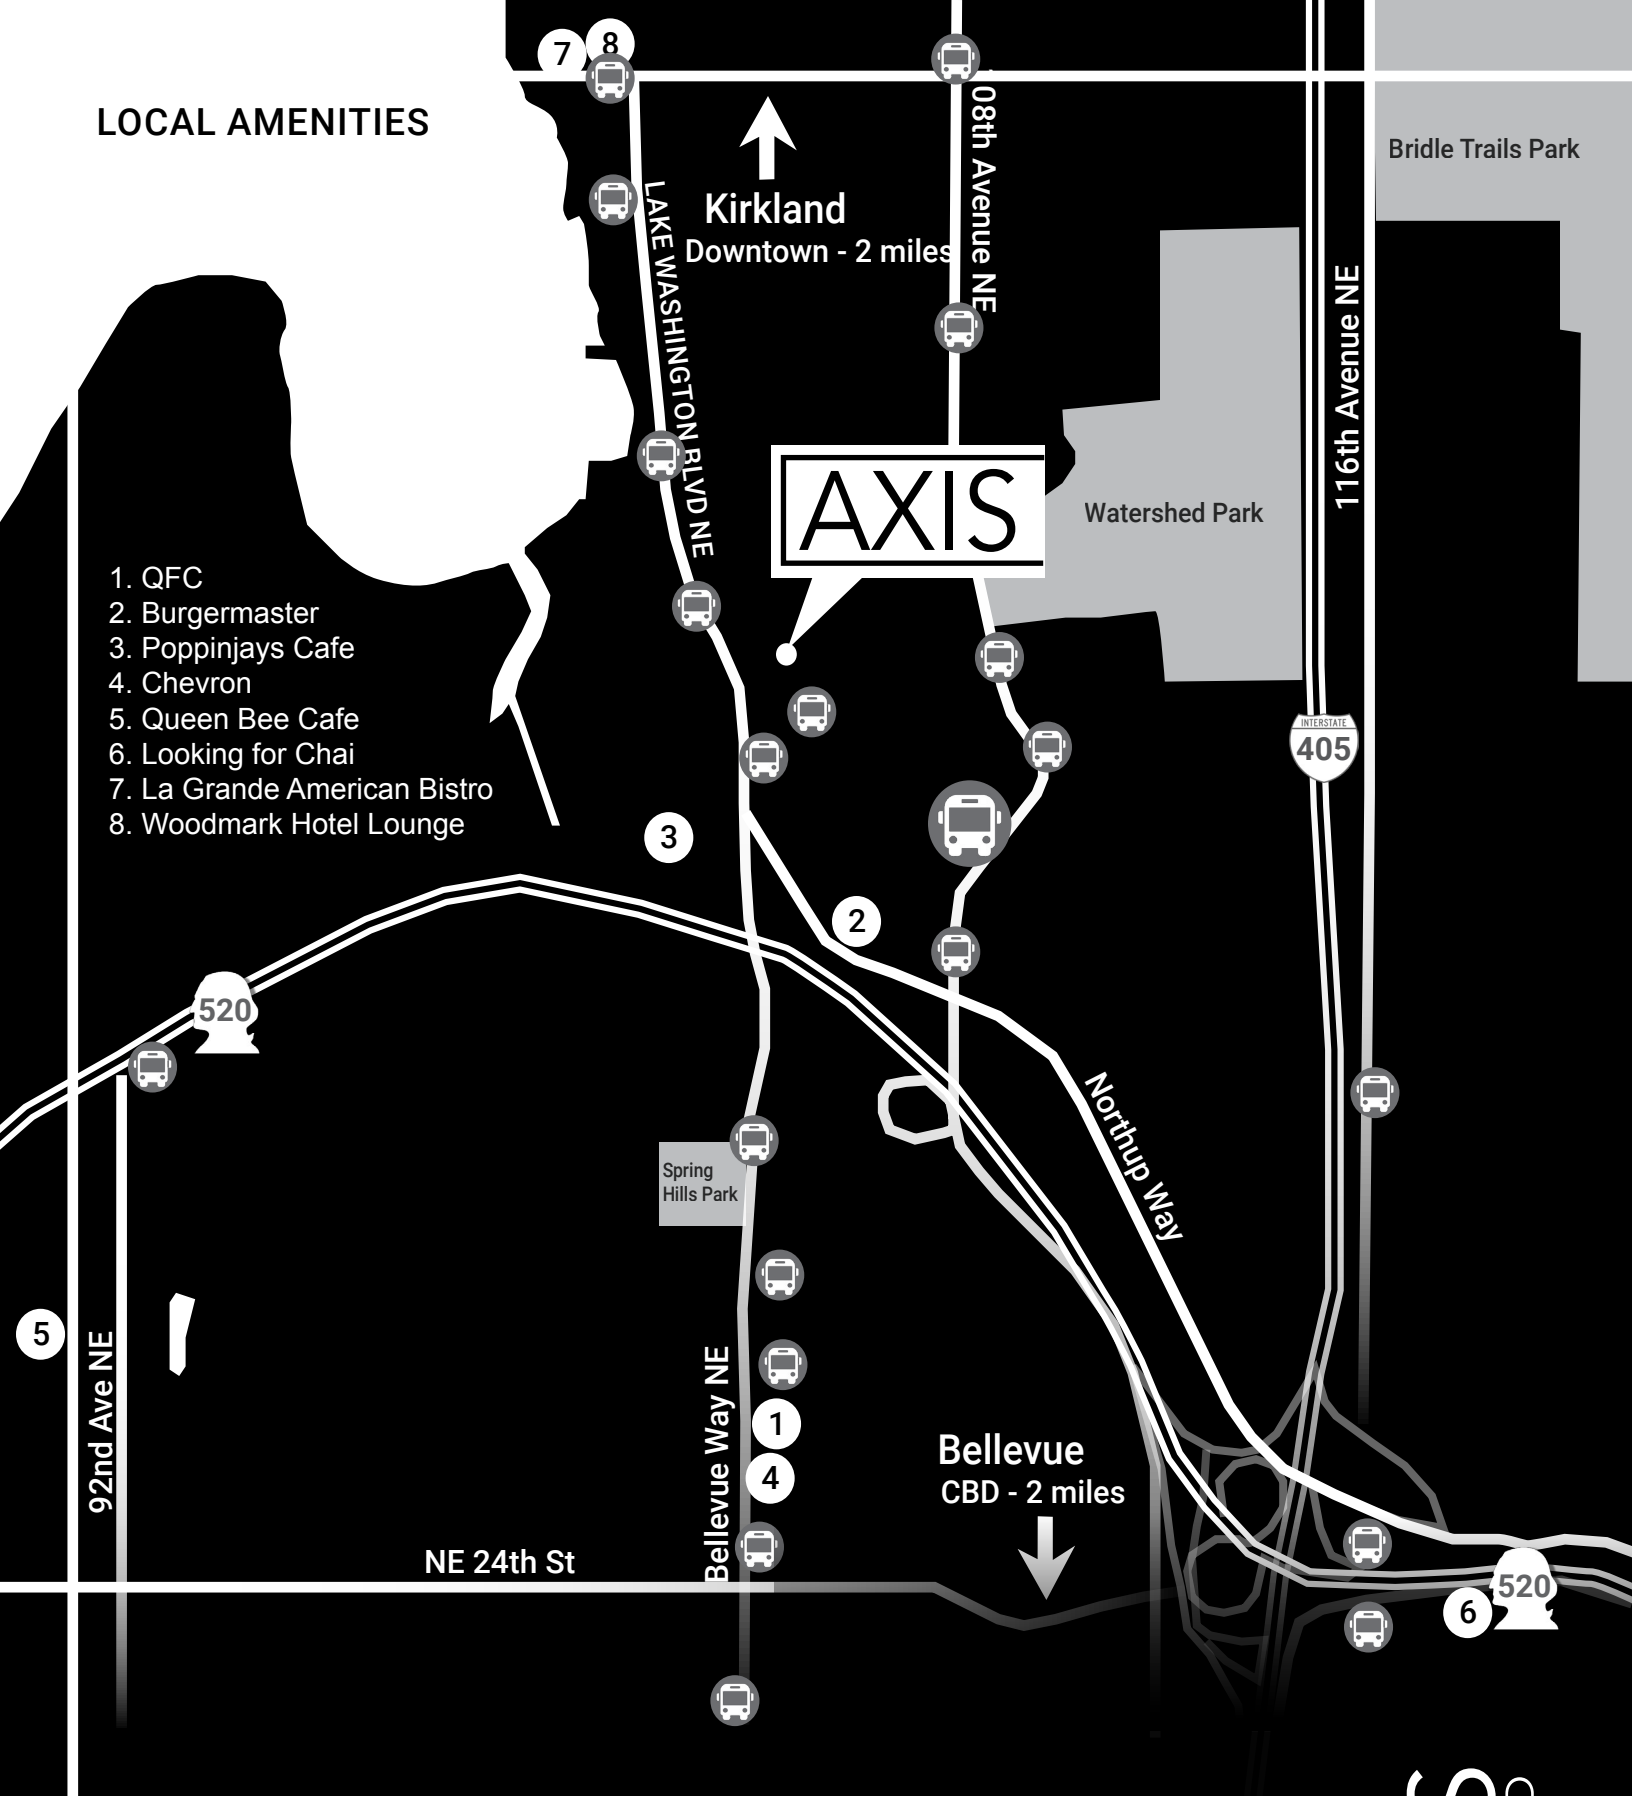 7
8
LOCAL AMENITIES
Kirkland
Downtown - 2 miles
LAKE WASHINGTON BLVD NE
08th Avenue NE
Bridle Trails Park
116th Avenue NE
AXIS
Watershed Park
1. QFC
2. Burgermaster
3. Poppinjays Cafe
4. Chevron
5. Queen Bee Cafe
6. Looking for Chai
7. La Grande American Bistro
8. Woodmark Hotel Lounge
INTERSTATE
405
3
2
520
Northup Way
Spring
Hills Park
5
92nd Ave NE
Bellevue Way NE
1
4
Bellevue
CBD - 2 miles
NE 24th St
520
6